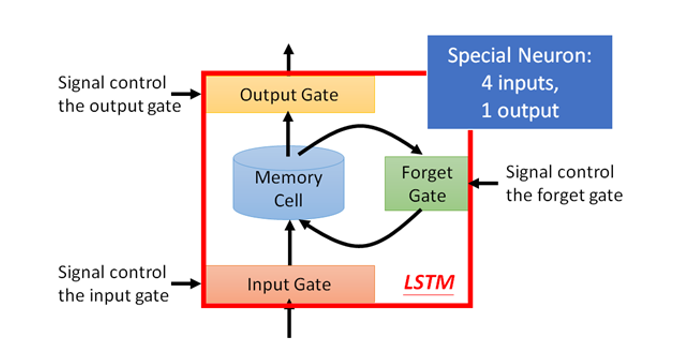 Special Neuron:
4 inputs,
1 output
Signal control
the output gate
Output Gate
Memory
Cell
Forget
Gate
Signal control
the forget gate
Signal control
the input gate
Input Gate
LSTM